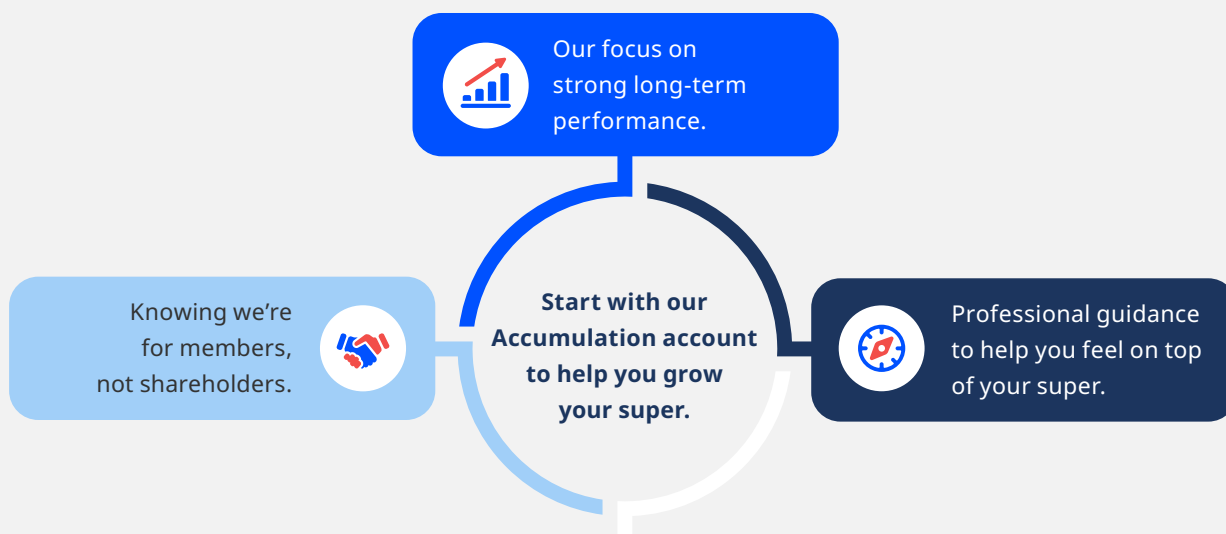 Our focus on
strong long-term
performance.
Knowing we’re
for members,
not shareholders.
Start with our
Accumulation account
to help you grow
your super.
Professional guidance
to help you feel on top
of your super.